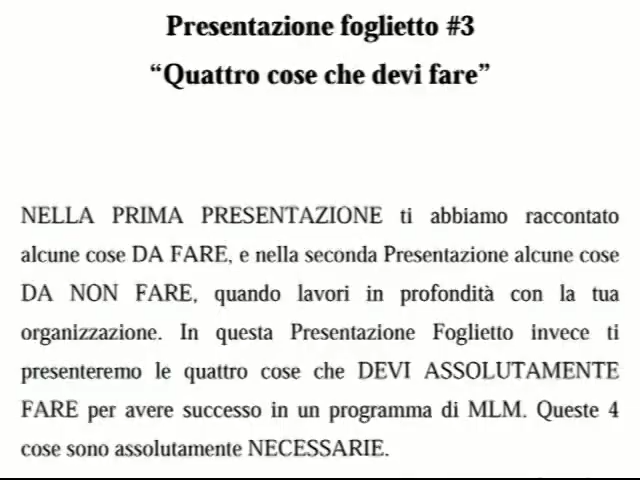 Presentazione foglietto #3
“Quattro cose che devi fare”
NELLA PRIMA PRESENTAZIONE ti abbiamo raccontato
alcune cose DA FARE, e nella seconda Presentazione alcune cose
DA NON FARE, quando lavori in profondità con la tua
organizzazione. In questa Presentazione Foglietto invece ti
presenteremo le quattro cose che DEVI ASSOLUTAMENTE
FARE per avere successo in un programma di MLM. Queste 4
cose sono assolutamente NECESSARIE.